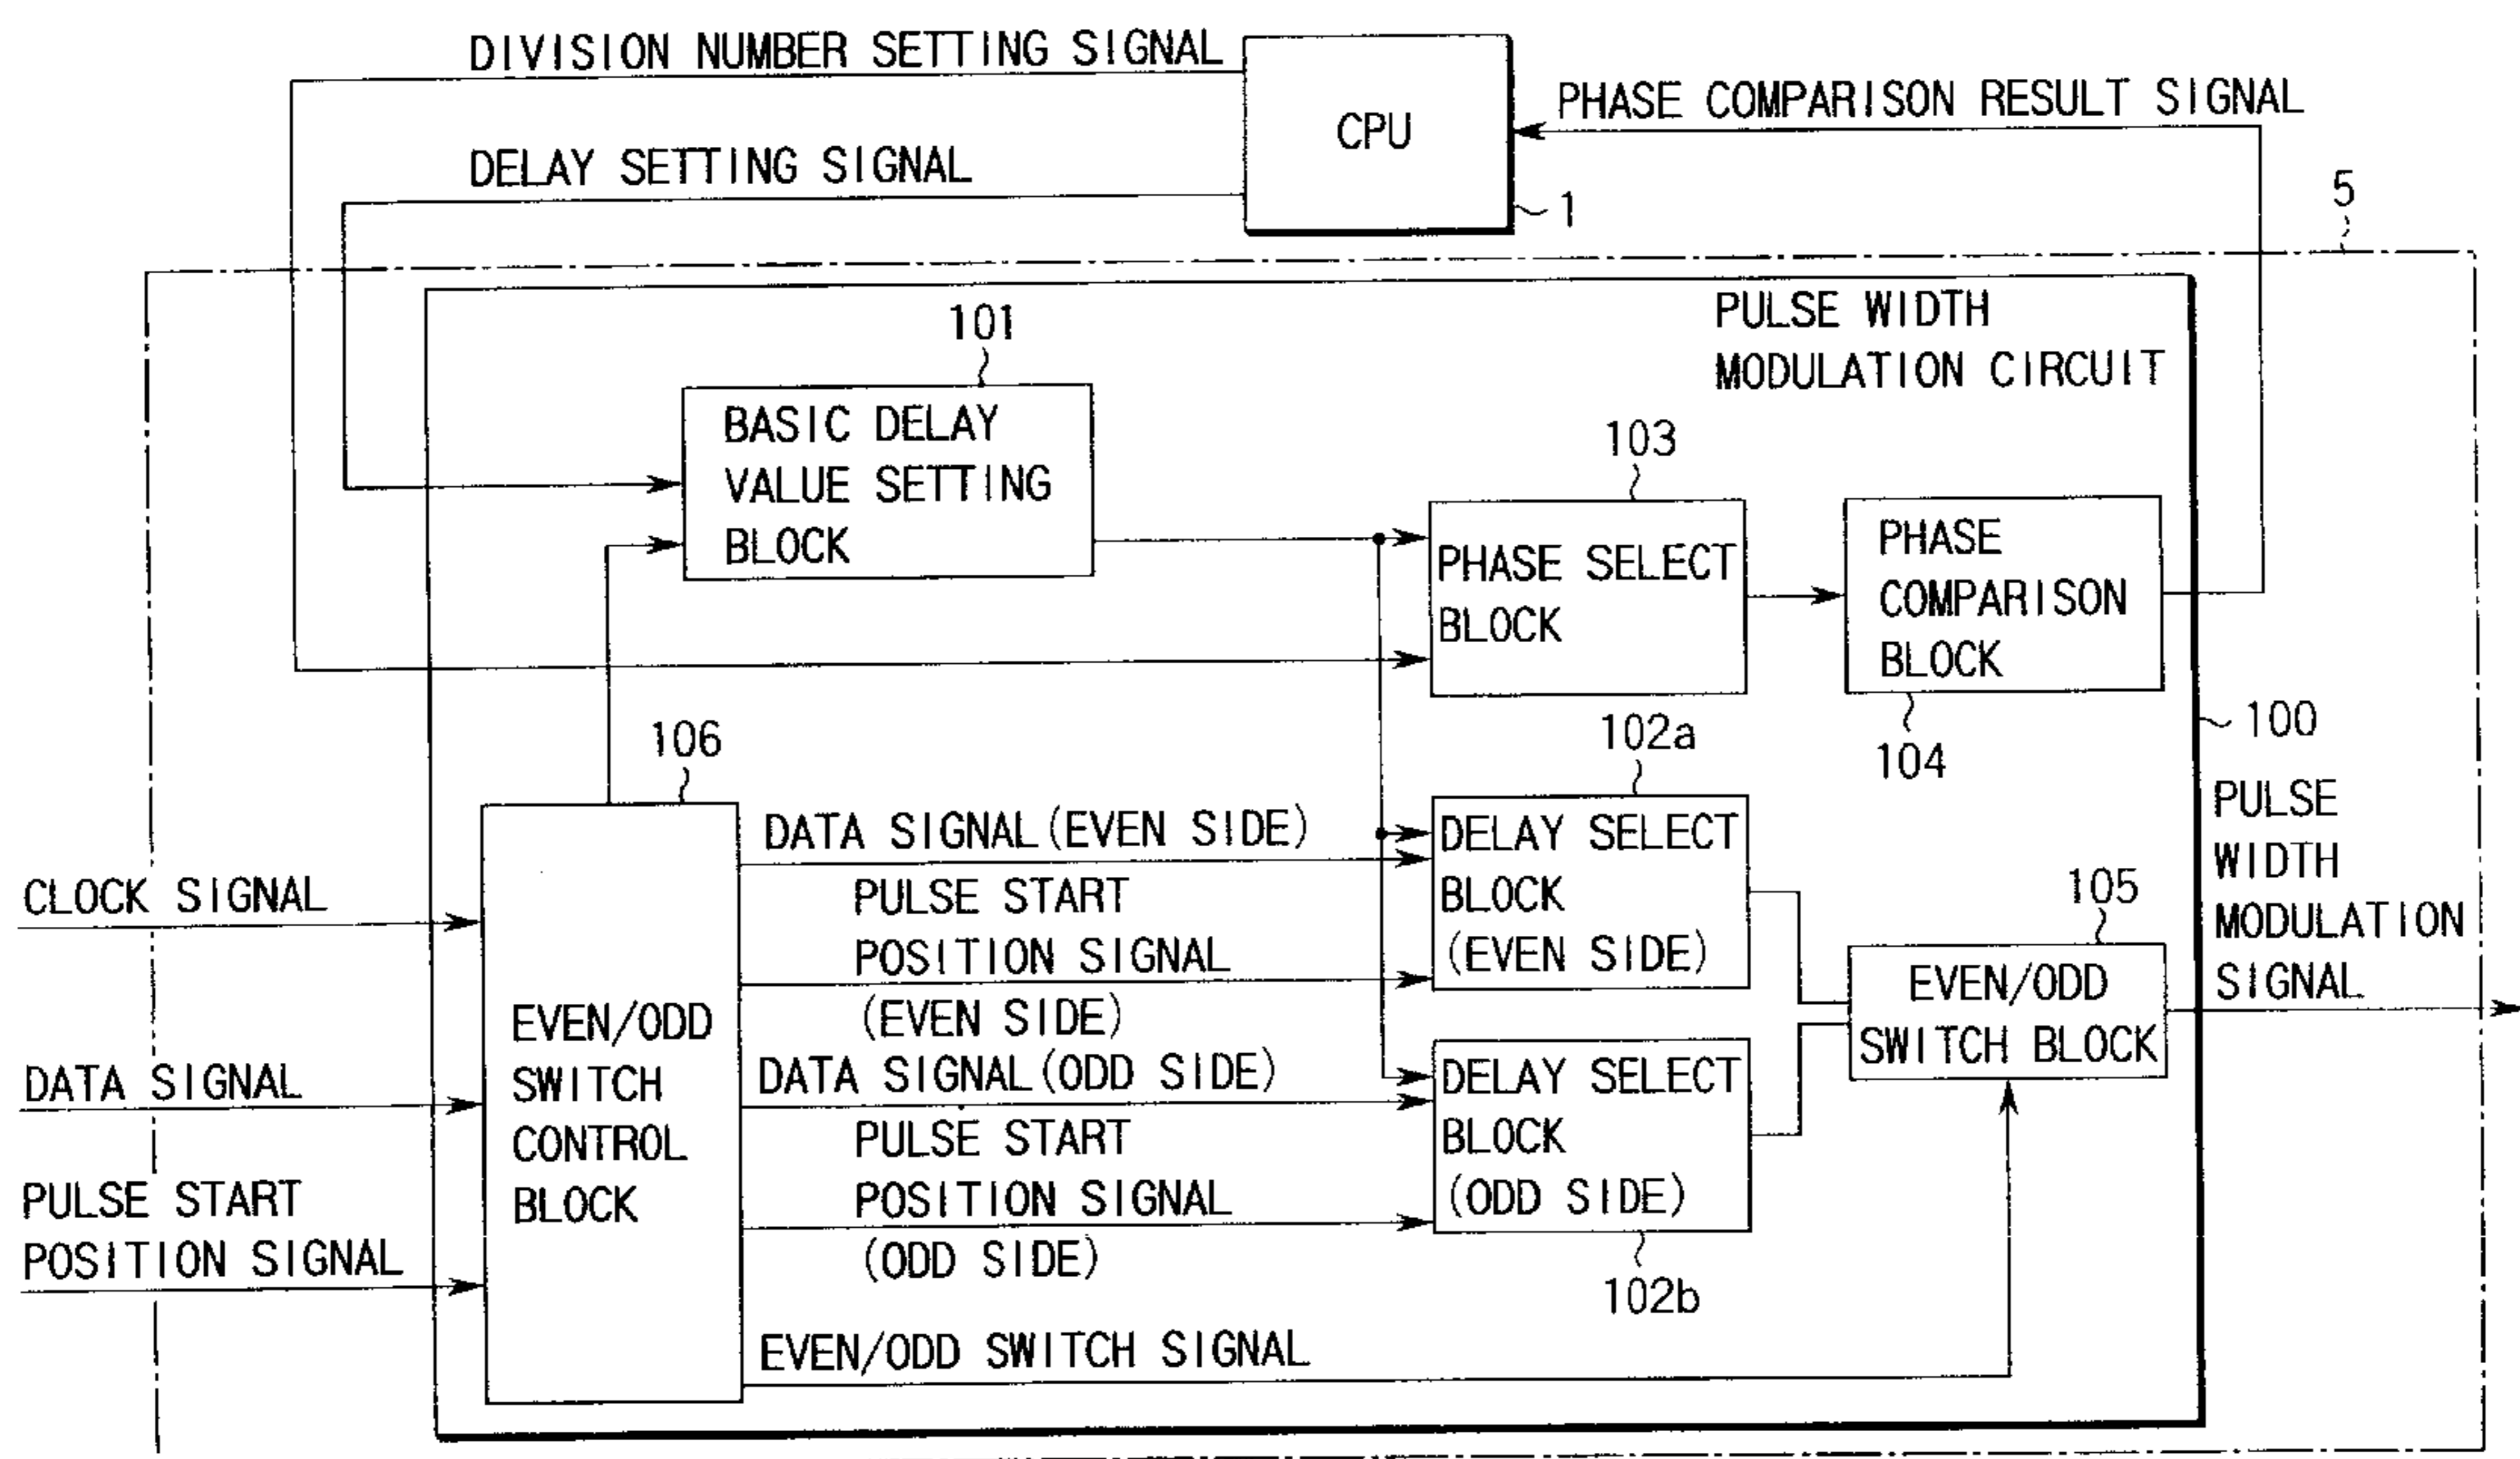 DIVISION NUMBER SETTING SIGNAL
CPU
PHASE COMPARISON RESULT SIGNAL
DELAY SETTING SIGNAL
1
5
PULSE WIDTH
MODULATION CIRCUIT
101
BASIC DELAY
VALUE SETTING
BLOCK
103
PHASE SELECT
BLOCK
PHASE
COMPARISON
BLOCK
104
100
106
102a
DATA SIGNAL(EVEN SIDE)
DELAY SELECT
BLOCK
(EVEN SIDE)
PULSE START
POSITION SIGNAL
(EVEN SIDE)
PULSE
WIDTH
MODULATION
SIGNAL
105
EVEN/ODD
SWITCH BLOCK
CLOCK SIGNAL
DATA SIGNAL
PULSE START
POSITION SIGNAL
EVEN/ODD
SWITCH
CONTROL
BLOCK
DATA SIGNAL(ODD SIDE)
PULSE START
POSITION SIGNAL
(ODD SIDE)
DELAY SELECT
BLOCK
(ODD SIDE)
102b
EVEN/ODD SWITCH SIGNAL